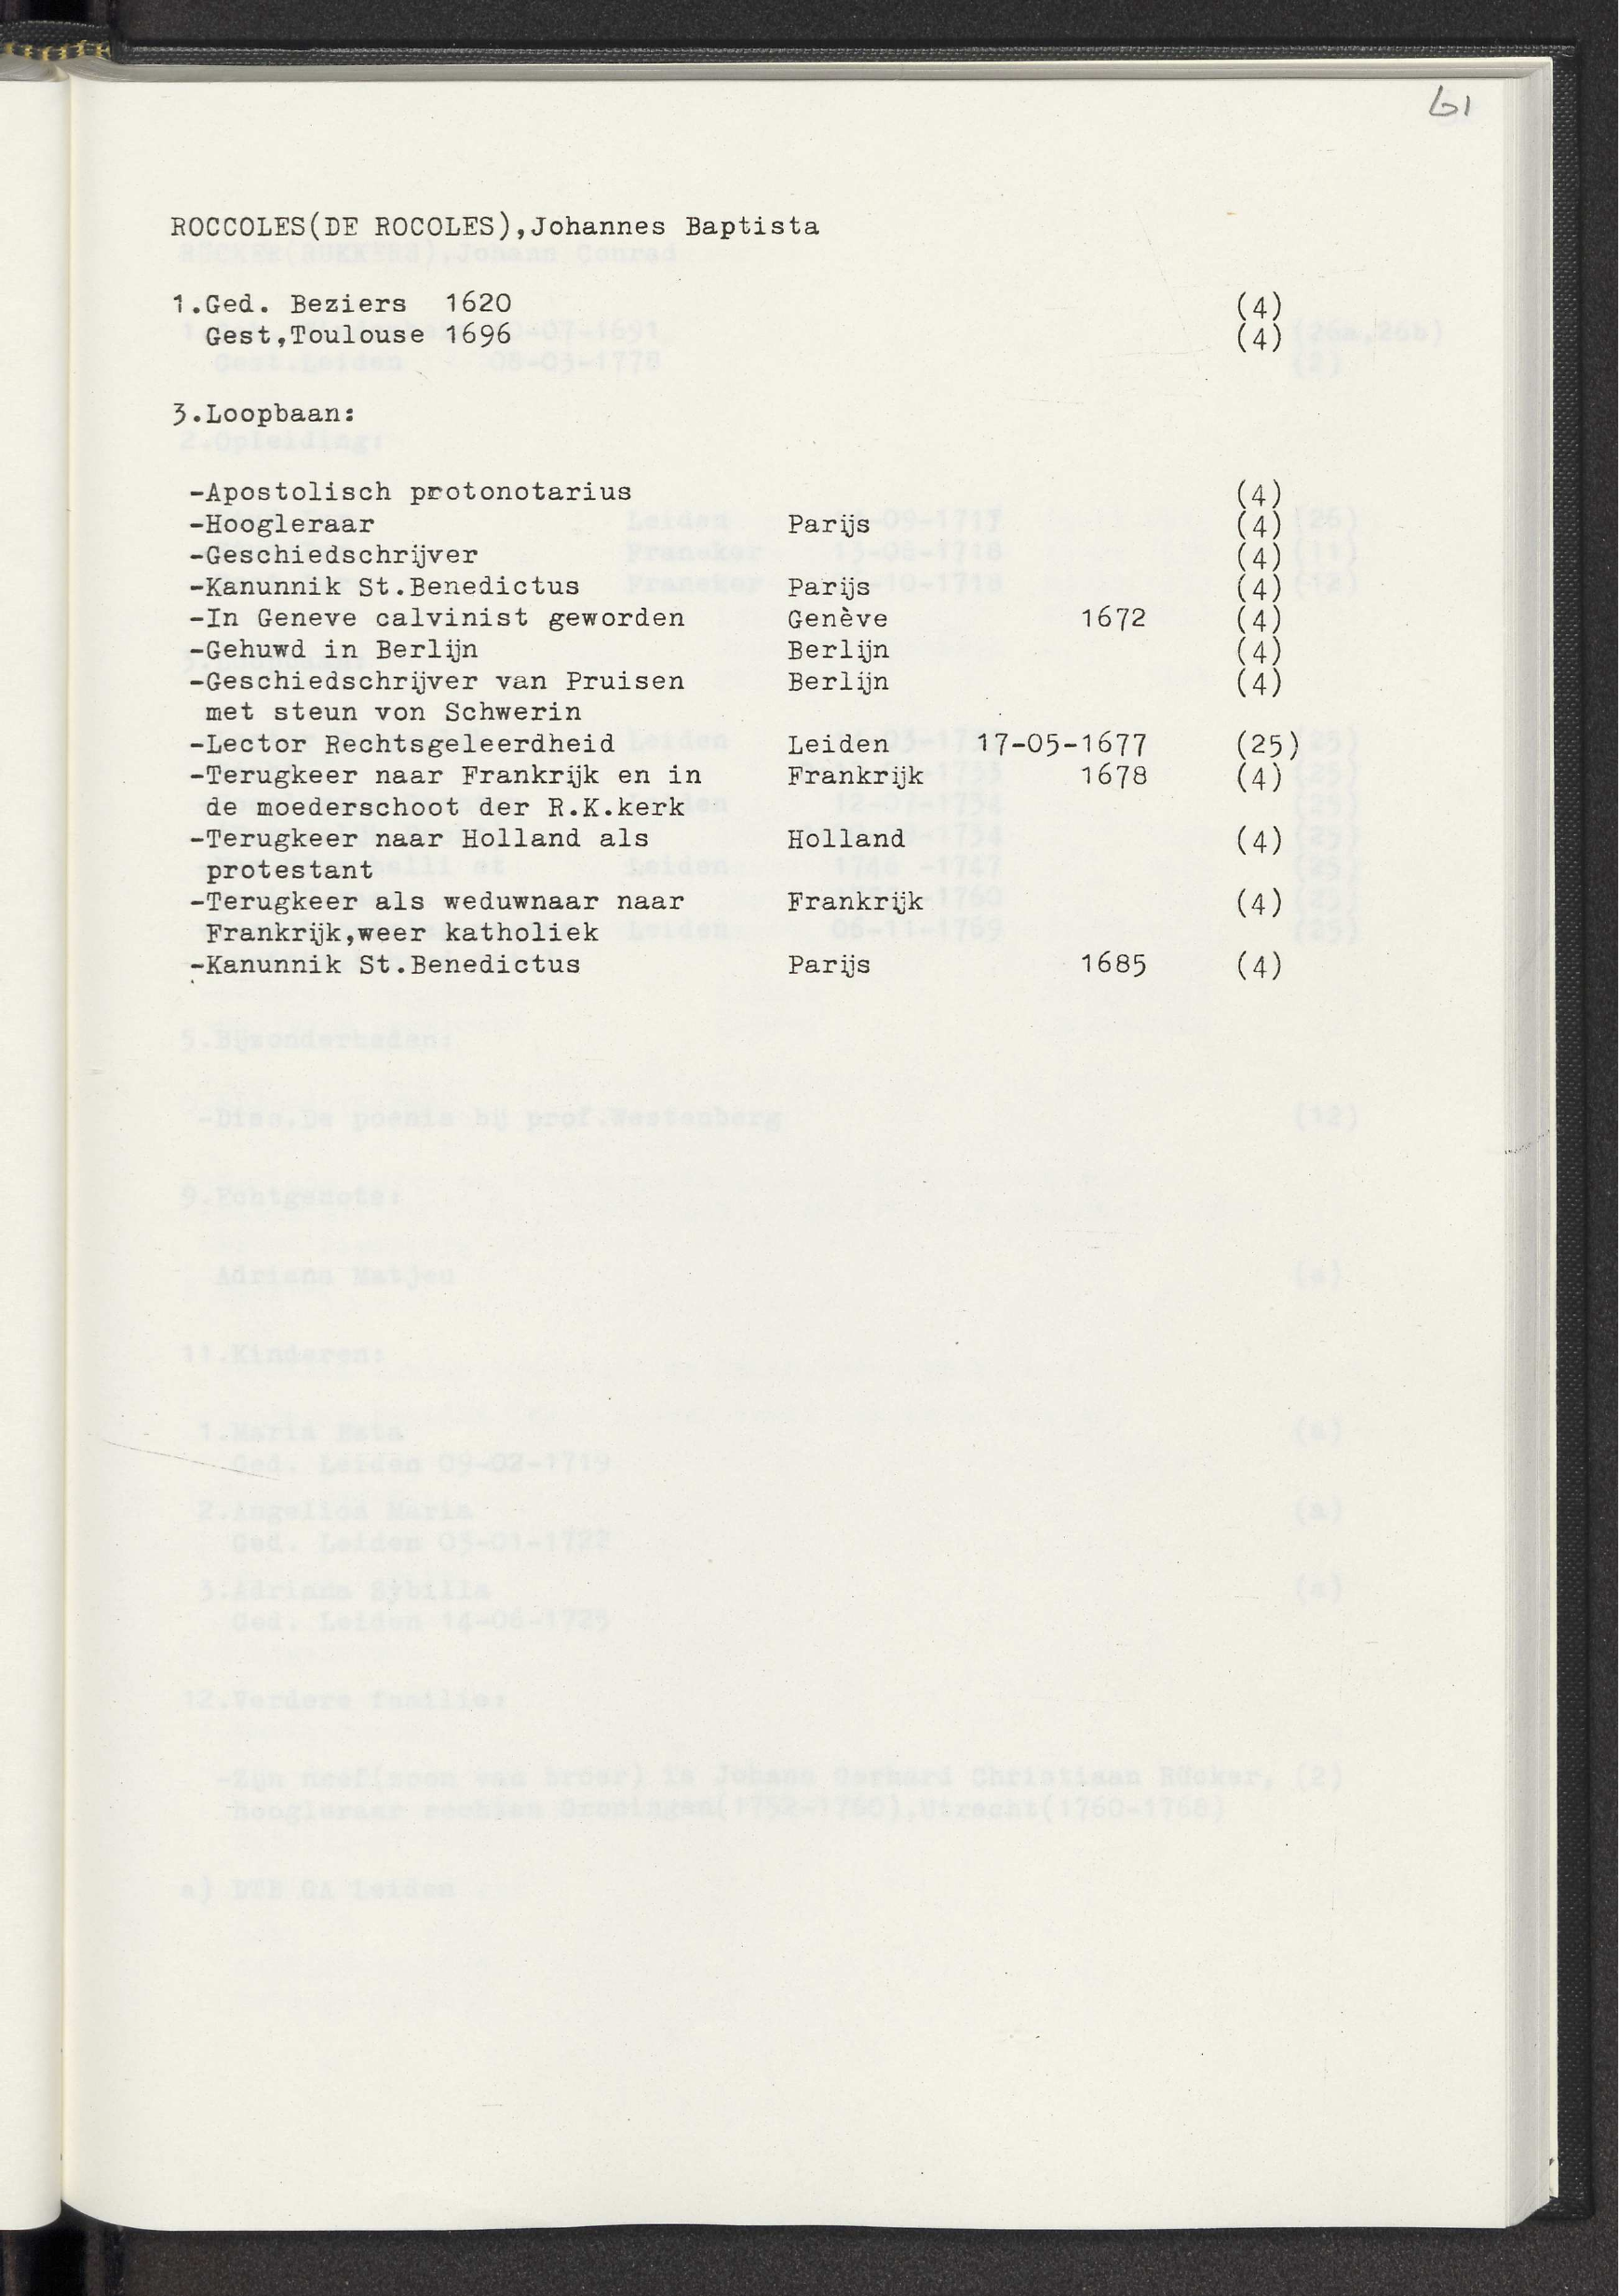 61
ROCCOLES(DE ROCOLES),Johannes Baptista
1.Ged. Beziers 1620 (4)
Gest,Toulouse 1696 (4)
3.Loopbaan:
-Apostolisch protonotarius (4)
-Hoogleraar Parijs (4)
-Geschiedschrijver (4)
-Kanunnik St.Benedictus Parijs (4)
-In Geneve calvinist geworden Genève 1672 (4)
-Gehuwd in Berlijn Berlijn (4)
-Geschiedschrijver van Pruisen Berlijn (4)
met steun von Schwerin
-Lector Rechtsgeleerdheid Leiden 17-05-1677 (25)
-Terugkeer naar Frankrijk en in Frankrijk 1678 (4)
de moederschoot der R.K.kerk
-Terugkeer naar Holland als Holland (4)
protestant
-Terugkeer als weduwnaar naar Frankrijk (4)
Frankrijk,weer katholiek
-Kanunnik St.Benedictus Parijs 1685 (4)